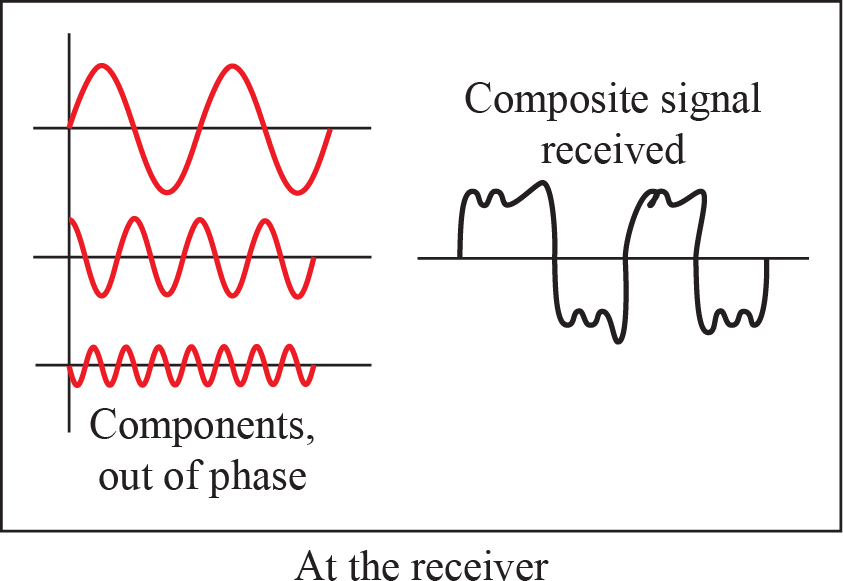 Composite signal
received
Components,
out of phase
At the receiver